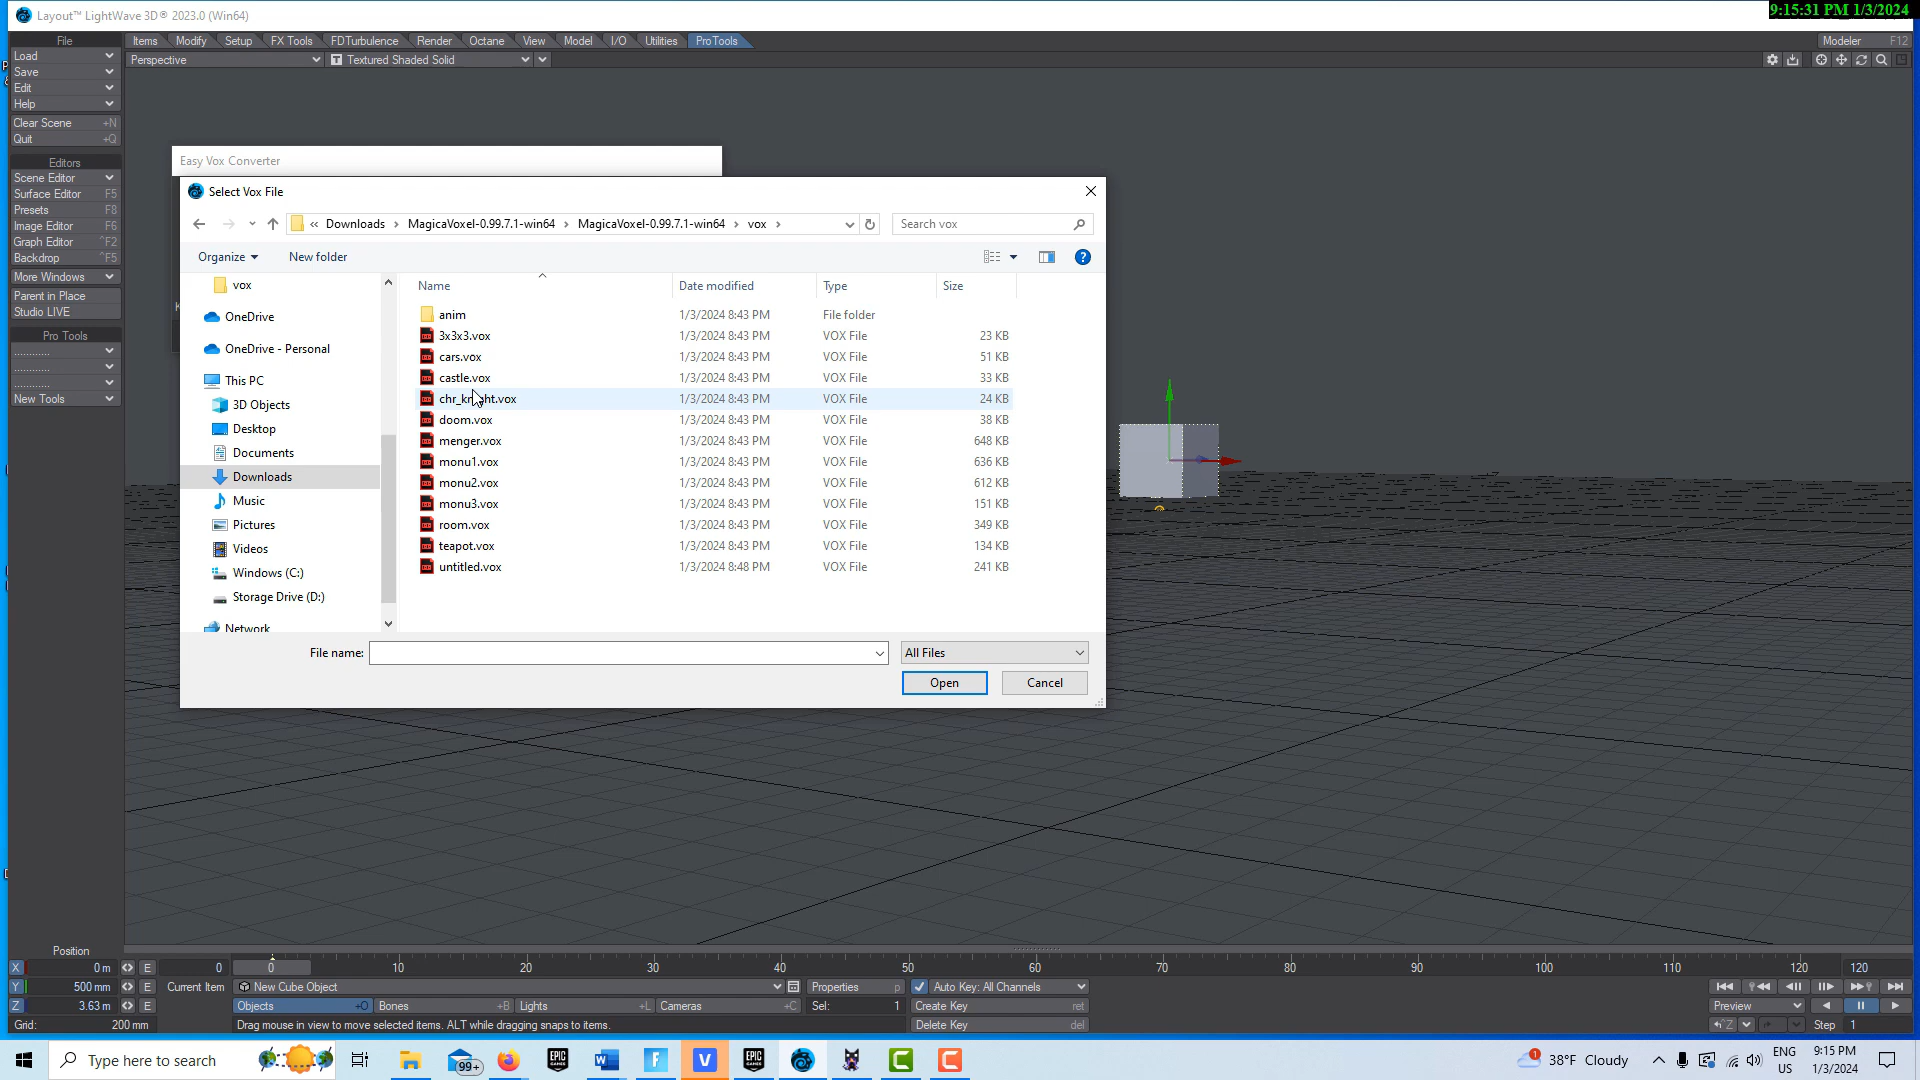 Layout™ LightWave 3D® 2023.0 (Win64)
9:15:31 PM 1/3/2024
File
Items Modify Setup FX Tools FDTurbulence Render Octane View Model I/O Utilities ProTools
Modeler F12
Load
Perspective
Textured Shaded Solid
Save
Edit
Help
Clear Scene +N
Quit +Q
Editors
Scene Editor
Surface Editor F5
Presets F8
Image Editor F6
Graph Editor ^F2
Backdrop ^F5
More Windows
Parent in Place
Studio LIVE
Pro Tools
............
............
............
New Tools
Easy Vox Converter
Select Vox File
« Downloads › MagicaVoxel-0.99.7.1-win64 › MagicaVoxel-0.99.7.1-win64 › vox ›
Search vox
Organize
New folder
vox
OneDrive
OneDrive - Personal
This PC
3D Objects
Desktop
Documents
Downloads
Music
Pictures
Videos
Windows (C:)
Storage Drive (D:)
Network
Name Date modified Type Size
anim 1/3/2024 8:43 PM File folder
3x3x3.vox 1/3/2024 8:43 PM VOX File 23 KB
cars.vox 1/3/2024 8:43 PM VOX File 51 KB
castle.vox 1/3/2024 8:43 PM VOX File 33 KB
chr_knight.vox 1/3/2024 8:43 PM VOX File 24 KB
doom.vox 1/3/2024 8:43 PM VOX File 38 KB
menger.vox 1/3/2024 8:43 PM VOX File 648 KB
monu1.vox 1/3/2024 8:43 PM VOX File 636 KB
monu2.vox 1/3/2024 8:43 PM VOX File 612 KB
monu3.vox 1/3/2024 8:43 PM VOX File 151 KB
room.vox 1/3/2024 8:43 PM VOX File 349 KB
teapot.vox 1/3/2024 8:43 PM VOX File 134 KB
untitled.vox 1/3/2024 8:48 PM VOX File 241 KB
File name:
All Files
Open
Cancel
Position
X 0 m E 0
0 10 20 30 40 50 60 70 80 90 100 110 120 120
Y 500 mm E Current Item New Cube Object Properties p Auto Key: All Channels
Z 3.63 m E Objects +O Bones +B Lights +L Cameras +C Sel: 1 Create Key ret Preview
Grid: 200 mm Drag mouse in view to move selected items. ALT while dragging snaps to items. Delete Key del ^Z Step 1
Type here to search
99+
EPIC GAMES
EPIC GAMES
1
38°F Cloudy
ENG
US
9:15 PM
1/3/2024